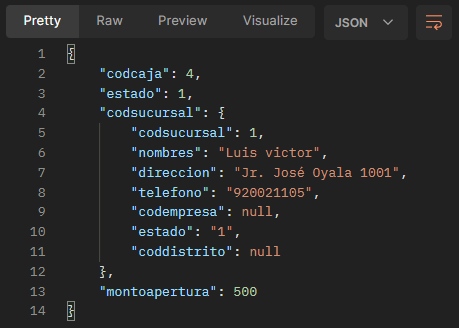 Pretty Raw Preview Visualize JSON
1 {
2 "codcaja": 4,
3 "estado": 1,
4 "codsucursal": {
5 "codsucursal": 1,
6 "nombres": "Luis victor",
7 "direccion": "Jr. José Oyala 1001",
8 "telefono": "920021105",
9 "codempresa": null,
10 "estado": "1",
11 "coddistrito": null
12 },
13 "montoapertura": 500
14 }